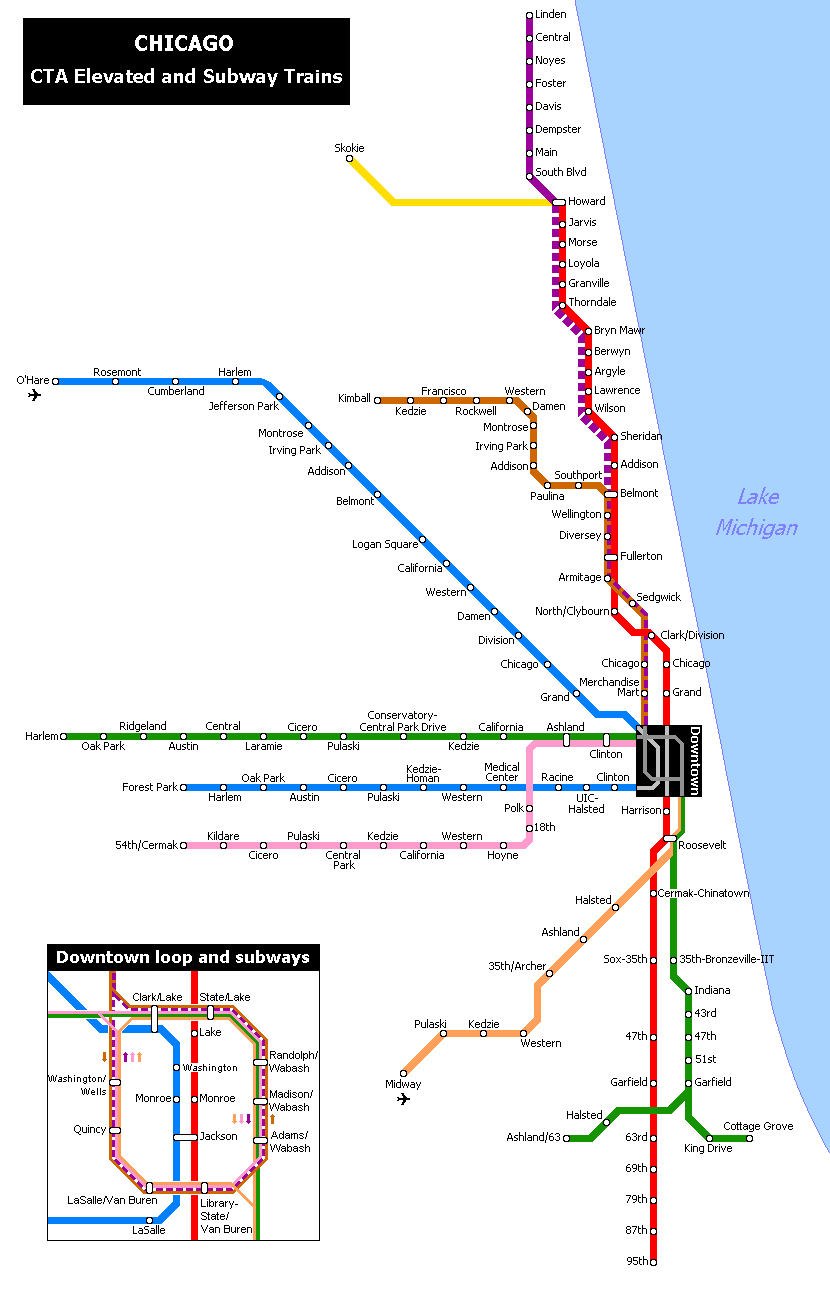 CHICAGO
CTA Elevated and Subway Trains
Linden
Central
Noyes
Foster
Davis
Dempster
Main
South Blvd
Skokie
Howard
Jarvis
Morse
Loyola
Granville
Thorndale
Bryn Mawr
Berwyn
Argyle
Lawrence
Wilson
Sheridan
Addison
Belmont
Wellington
Diversey
Fullerton
Armitage
Sedgwick
North/Clybourn
Clark/Division
Chicago
Chicago
Merchandise
Mart
Grand
Lake
Michigan
O'Hare
Rosemont
Cumberland
Harlem
Jefferson Park
Montrose
Irving Park
Addison
Belmont
Logan Square
California
Western
Damen
Division
Chicago
Grand
Kimball
Kedzie
Francisco
Rockwell
Western
Damen
Montrose
Irving Park
Addison
Paulina
Southport
Harlem
Oak Park
Ridgeland
Austin
Central
Laramie
Cicero
Pulaski
Conservatory-
Central Park Drive
Kedzie
California
Ashland
Clinton
Downtown
Forest Park
Harlem
Oak Park
Austin
Cicero
Pulaski
Kedzie-
Homan
Western
Medical
Center
Racine
UIC-
Halsted
Clinton
Polk
18th
54th/Cermak
Kildare
Cicero
Pulaski
Central
Park
Kedzie
California
Western
Hoyne
Harrison
Roosevelt
Cermak-Chinatown
Halsted
Ashland
35th/Archer
Western
Kedzie
Pulaski
Midway
Sox-35th
35th-Bronzeville-IIT
Indiana
43rd
47th
47th
51st
Garfield
Garfield
Halsted
Ashland/63
King Drive
Cottage Grove
63rd
69th
79th
87th
95th
Downtown loop and subways
Clark/Lake
State/Lake
Lake
Washington
Randolph/
Wabash
Washington/
Wells
Monroe
Monroe
Madison/
Wabash
Quincy
Jackson
Adams/
Wabash
LaSalle/Van Buren
Library-
State/
Van Buren
LaSalle